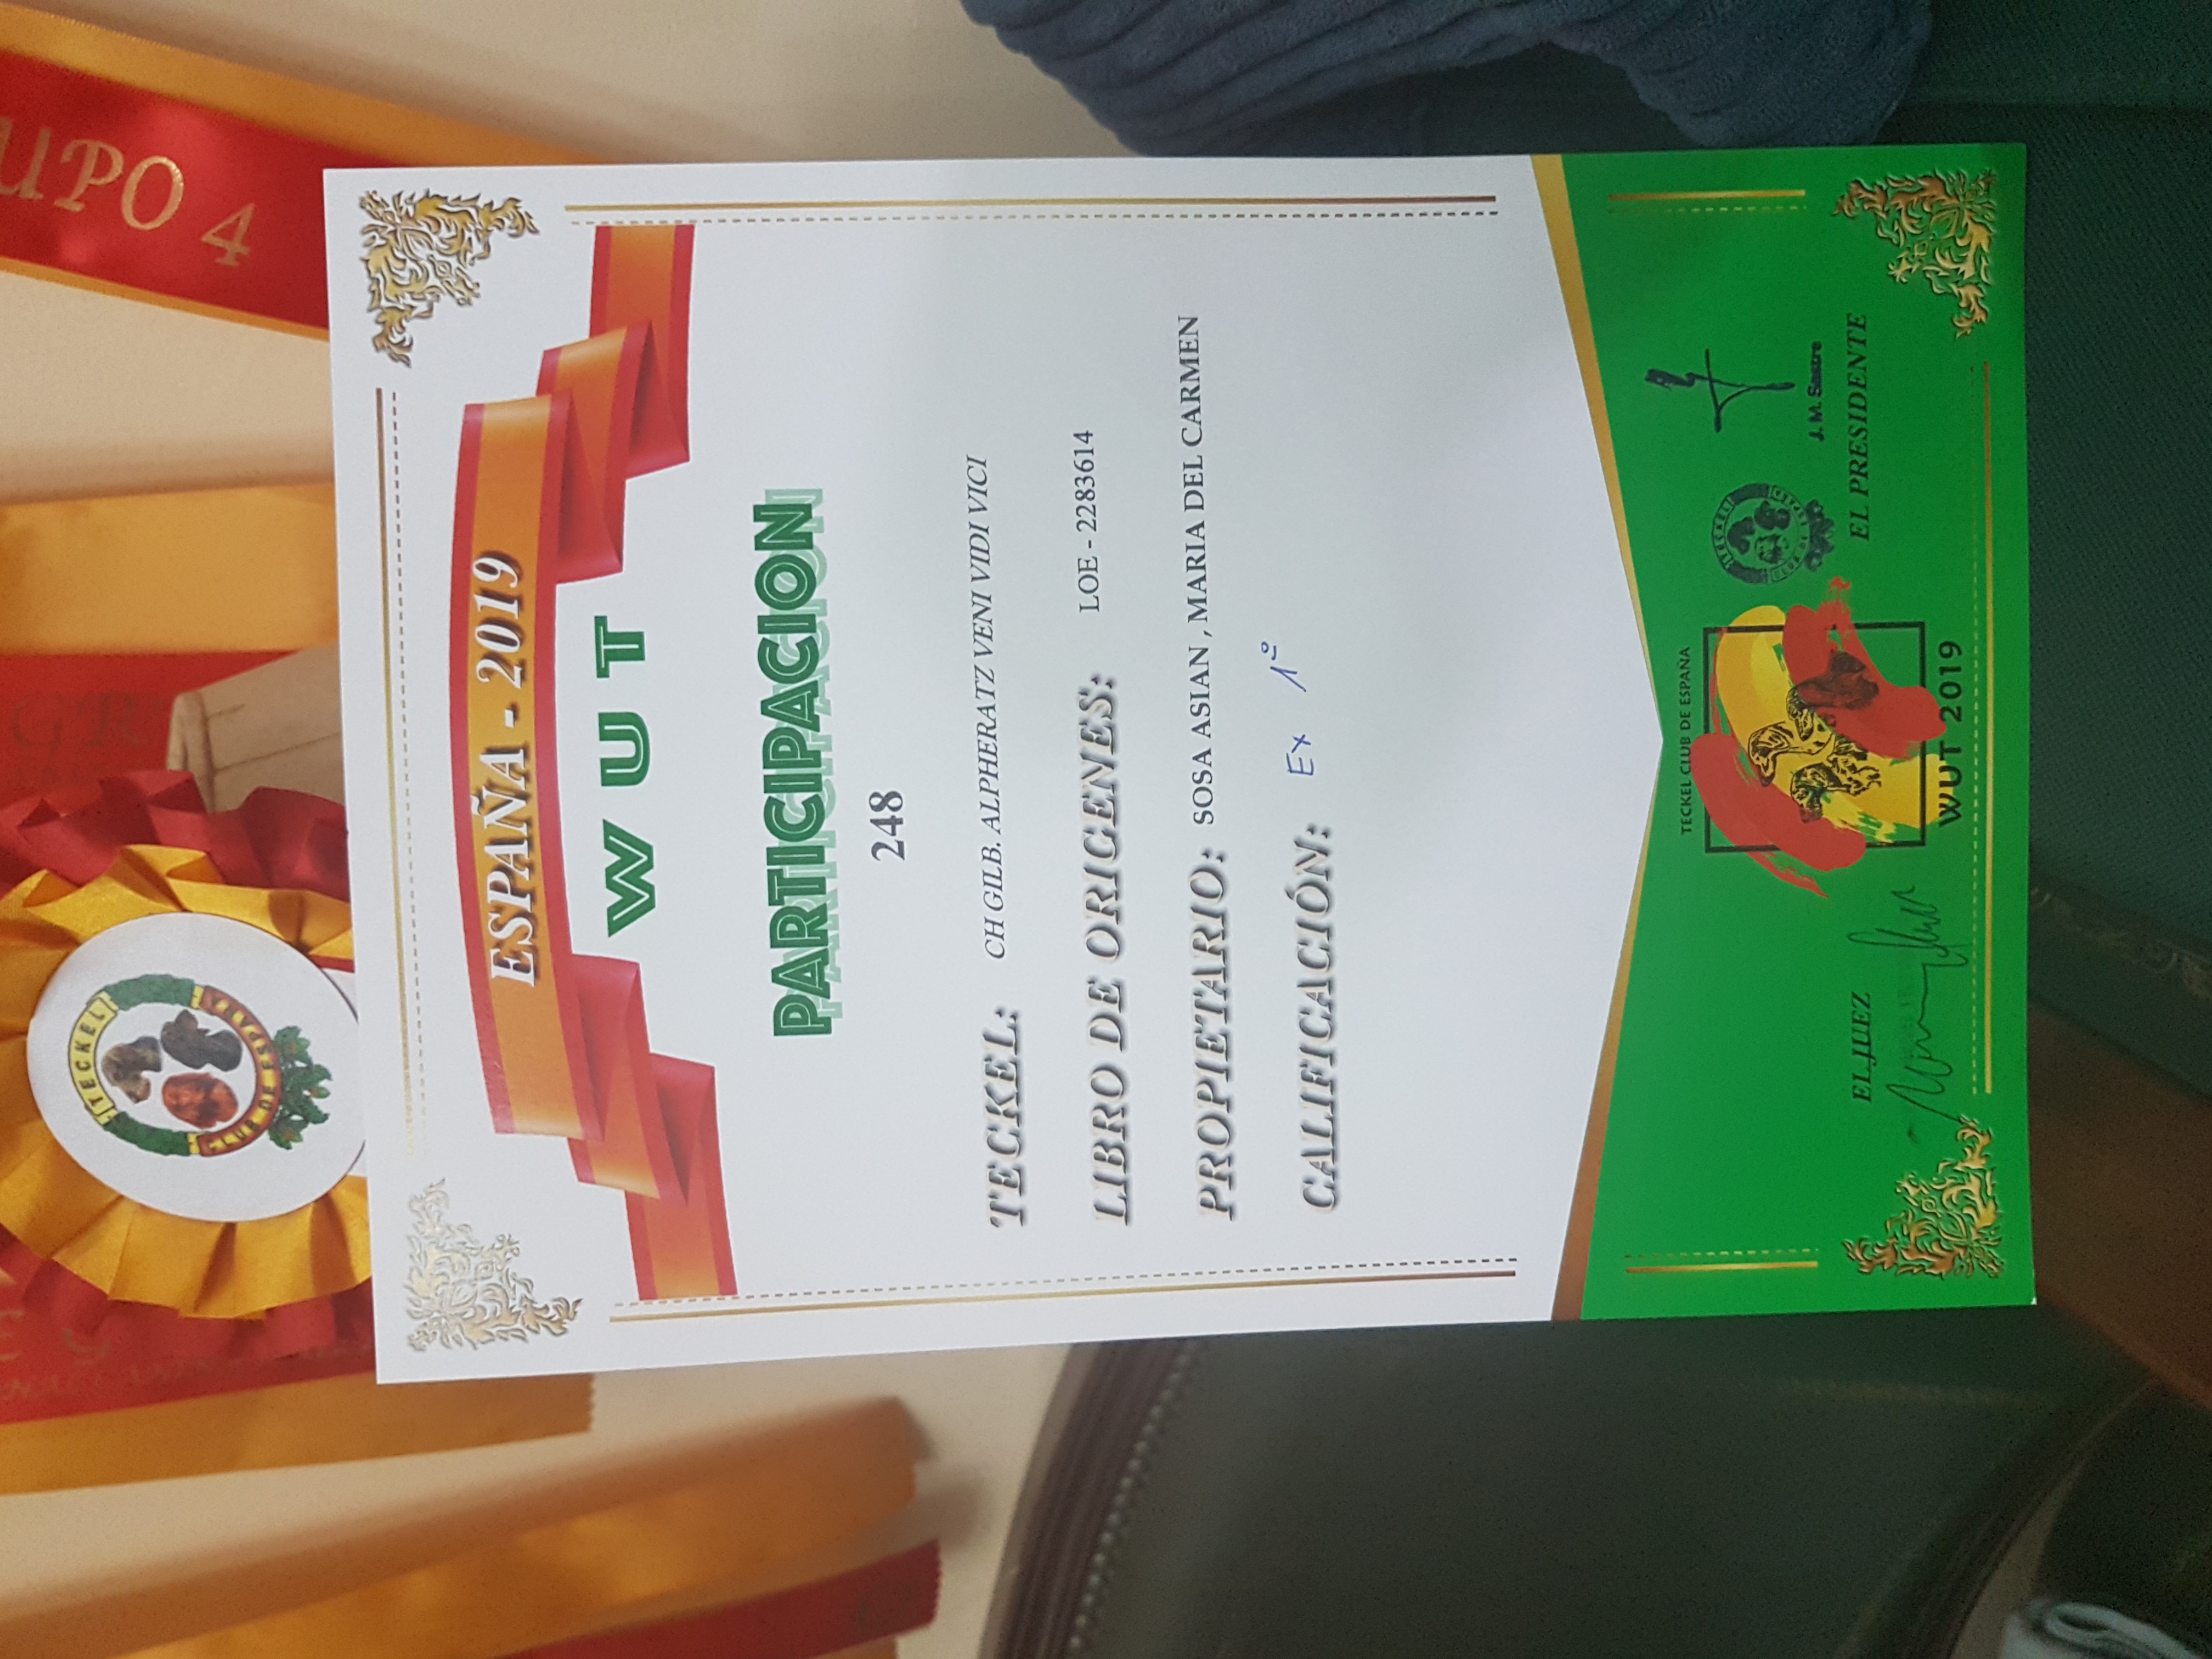 TECKEL
CLUB DE ESPAÑA
GR
UPO 4
ESPAÑA - 2019
WUT
PARTICIPACION
248
TECKEL: CH GILB. ALPHERATZ VENI VIDI VICI
LIBRO DE ORIGENES: LOE - 2283614
PROPIETARIO: SOSA ASIAN , MARIA DEL CARMEN
CALIFICACIÓN: Ex 1º
TECKEL CLUB DE ESPAÑA
TECKEL
CLUB DE ESPAÑA
J. M. Sastre
EL JUEZ
EL PRESIDENTE
WUT 2019